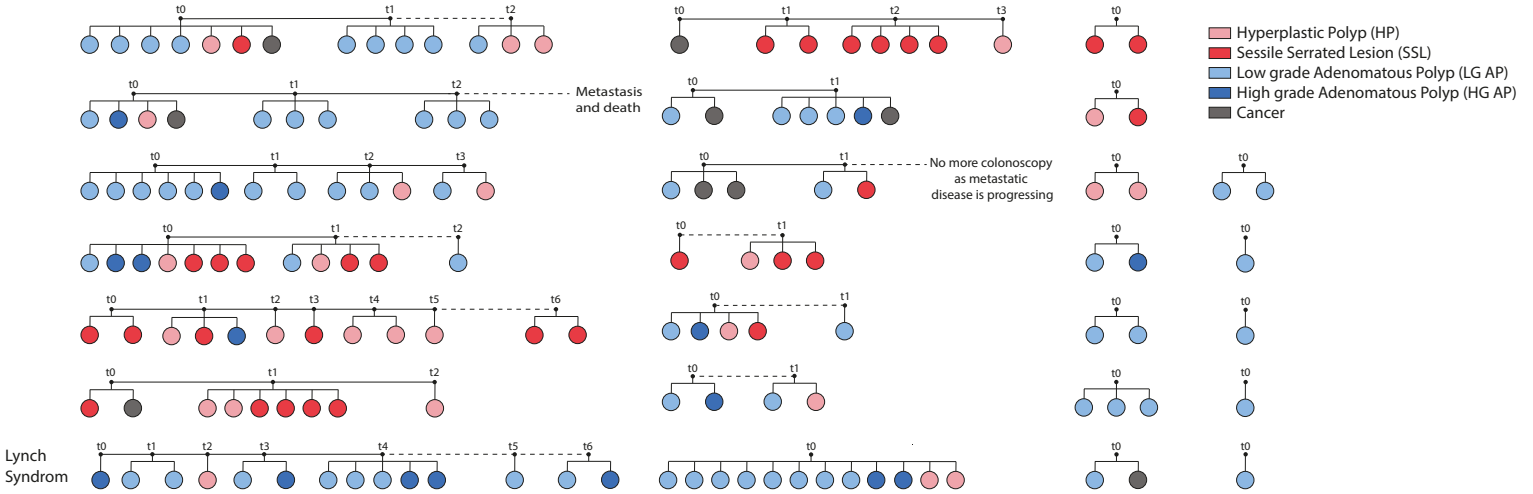 t0 t1 t2 t0 t1 t2 t3 t0
Hyperplastic Polyp (HP)
Sessile Serrated Lesion (SSL)
Low grade Adenomatous Polyp (LG AP)
High grade Adenomatous Polyp (HG AP)
Cancer
t0 t1 t2 Metastasis
and death
t0 t1 t0
t0 t1 t2 t3 t0 t1 No more colonoscopy
as metastatic
disease is progressing
t0 t0
t0 t1 t2 t0 t1 t0 t0
t0 t1 t2 t3 t4 t5 t6 t0 t1 t0 t0
t0 t1 t2 t0 t1 t0 t0
Lynch
Syndrom
t0 t1 t2 t3 t4 t5 t6 t0 t0 t0